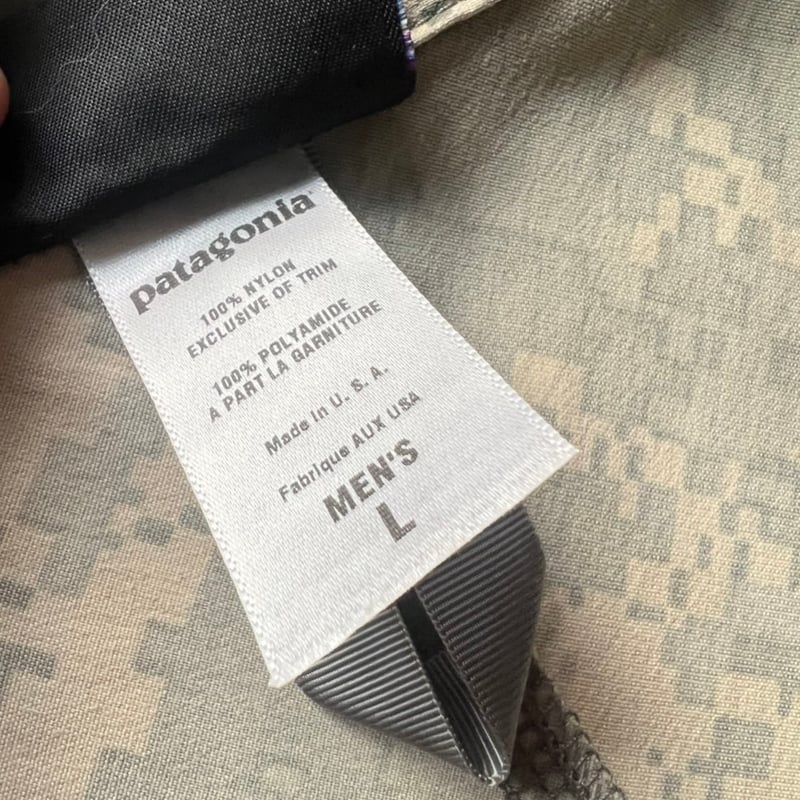 patagonia
100% NYLON
EXCLUSIVE OF TRIM
100% POLYAMIDE
A PART LA GARNITURE
Made in U. S. A.
Fabrique AUX USA
MEN'S
L